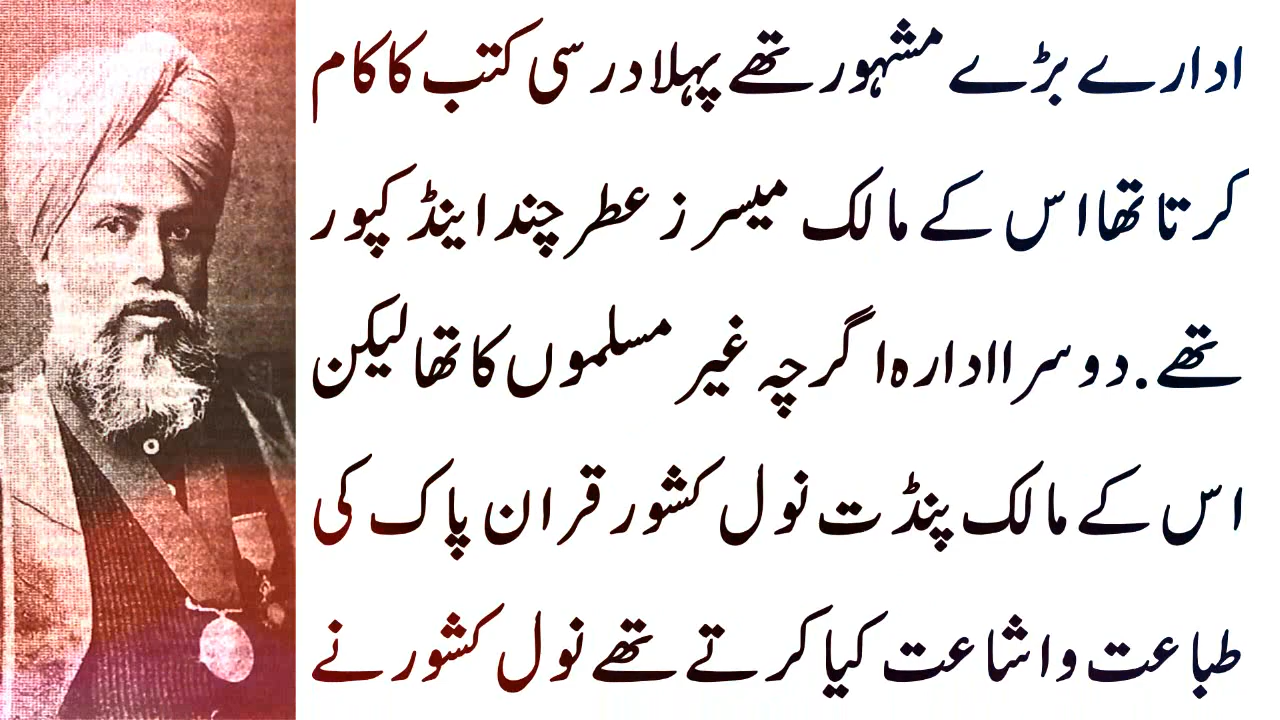 ادارے بڑے مشہور تھے پہلا درسی کتب کا کام
کرتا تھا اس کے مالک میسرز عطر چند اینڈ کپور
تھے. دوسرا ادارہ اگرچہ غیر مسلموں کا تھا لیکن
اس کے مالک پنڈت نول کشور قران پاک کی
طباعت و اشاعت کیا کرتے تھے نول کشور نے